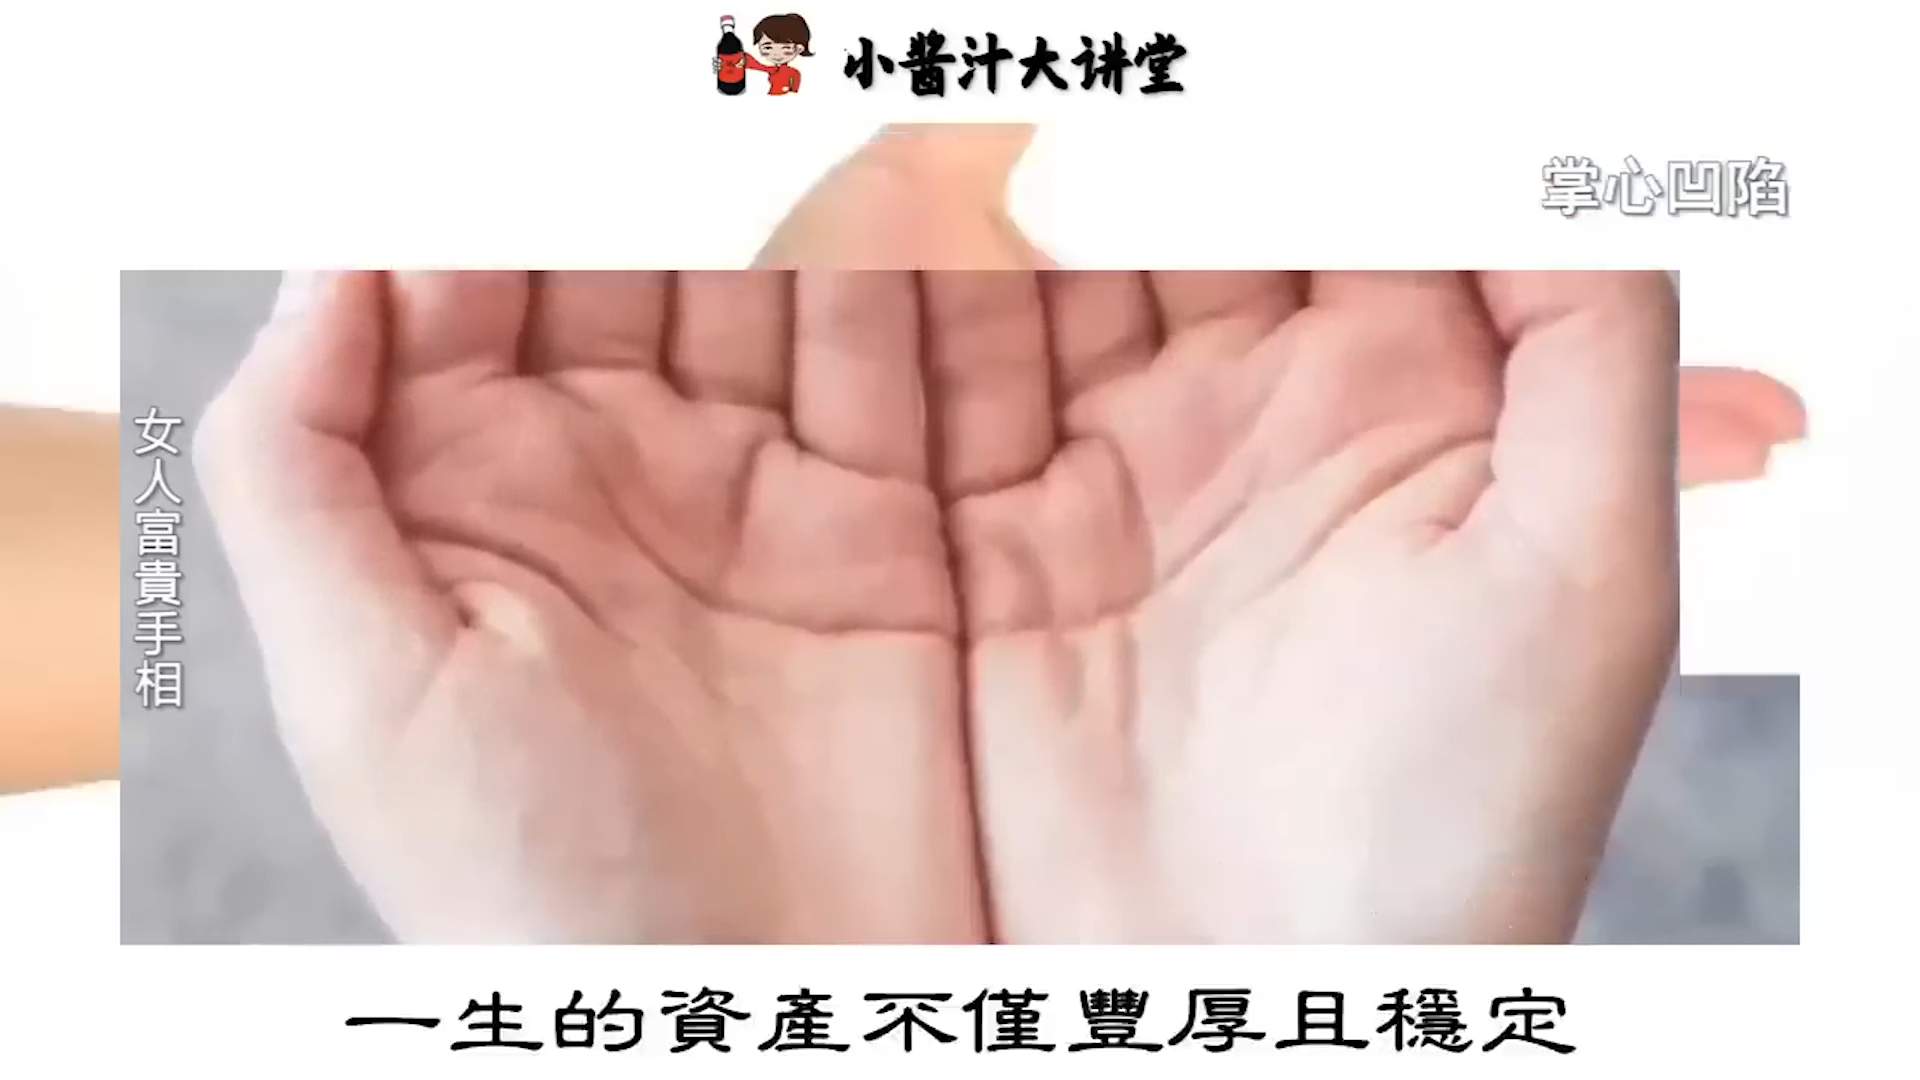 小酱汁大讲堂
掌心凹陷
女人富貴手相
一生的資產不僅豐厚且穩定